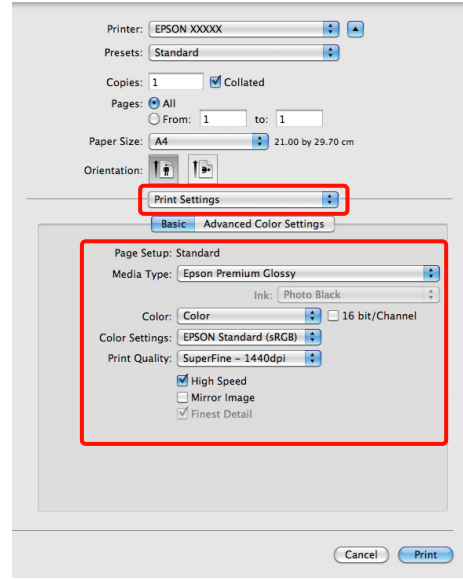 Printer: EPSON XXXXX
Presets: Standard
Copies: 1 Collated
Pages: All
From: 1 to: 1
Paper Size: A4 21.00 by 29.70 cm
Orientation:
Print Settings
Basic Advanced Color Settings
Page Setup: Standard
Media Type: Epson Premium Glossy
Ink: Photo Black
Color: Color 16 bit/Channel
Color Settings: EPSON Standard (sRGB)
Print Quality: SuperFine – 1440dpi
High Speed
Mirror Image
Finest Detail
Cancel Print